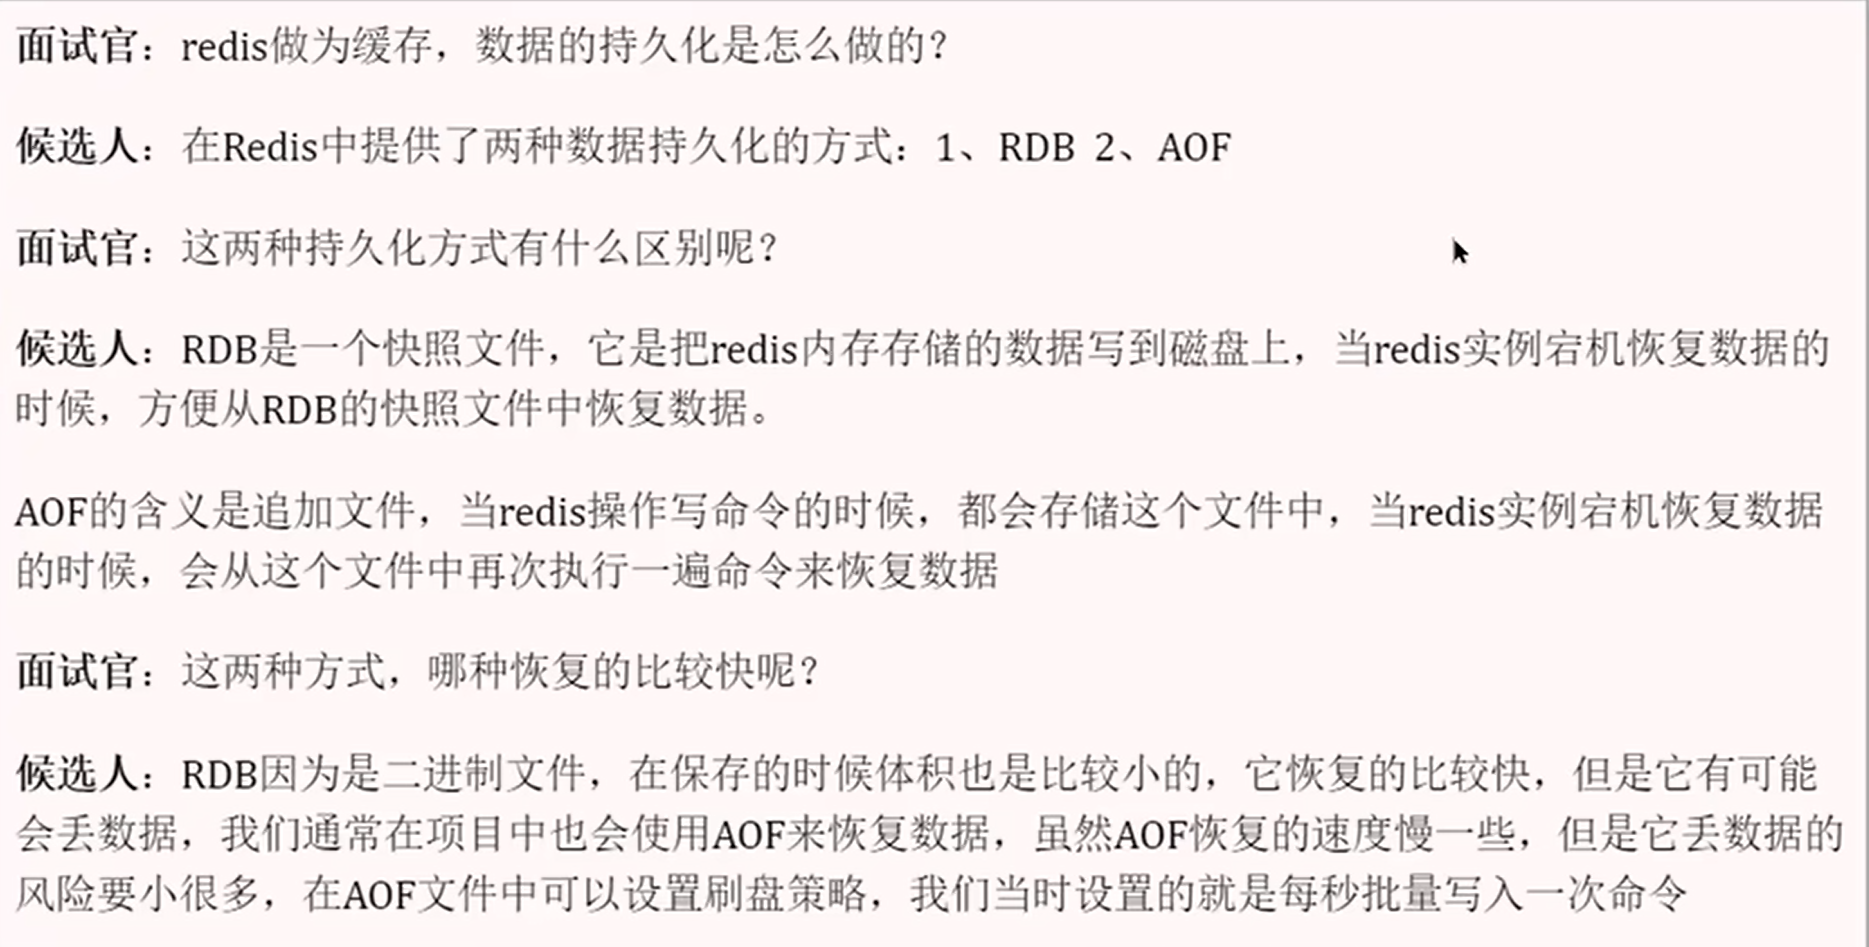 面试官：redis做为缓存，数据的持久化是怎么做的？
候选人：在Redis中提供了两种数据持久化的方式：1、RDB 2、AOF
面试官：这两种持久化方式有什么区别呢？
候选人：RDB是一个快照文件，它是把redis内存存储的数据写到磁盘上，当redis实例宕机恢复数据的
时候，方便从RDB的快照文件中恢复数据。
AOF的含义是追加文件，当redis操作写命令的时候，都会存储这个文件中，当redis实例宕机恢复数据
的时候，会从这个文件中再次执行一遍命令来恢复数据
面试官：这两种方式，哪种恢复的比较快呢？
候选人：RDB因为是二进制文件，在保存的时候体积也是比较小的，它恢复的比较快，但是它有可能
会丢数据，我们通常在项目中也会使用AOF来恢复数据，虽然AOF恢复的速度慢一些，但是它丢数据的
风险要小很多，在AOF文件中可以设置刷盘策略，我们当时设置的就是每秒批量写入一次命令